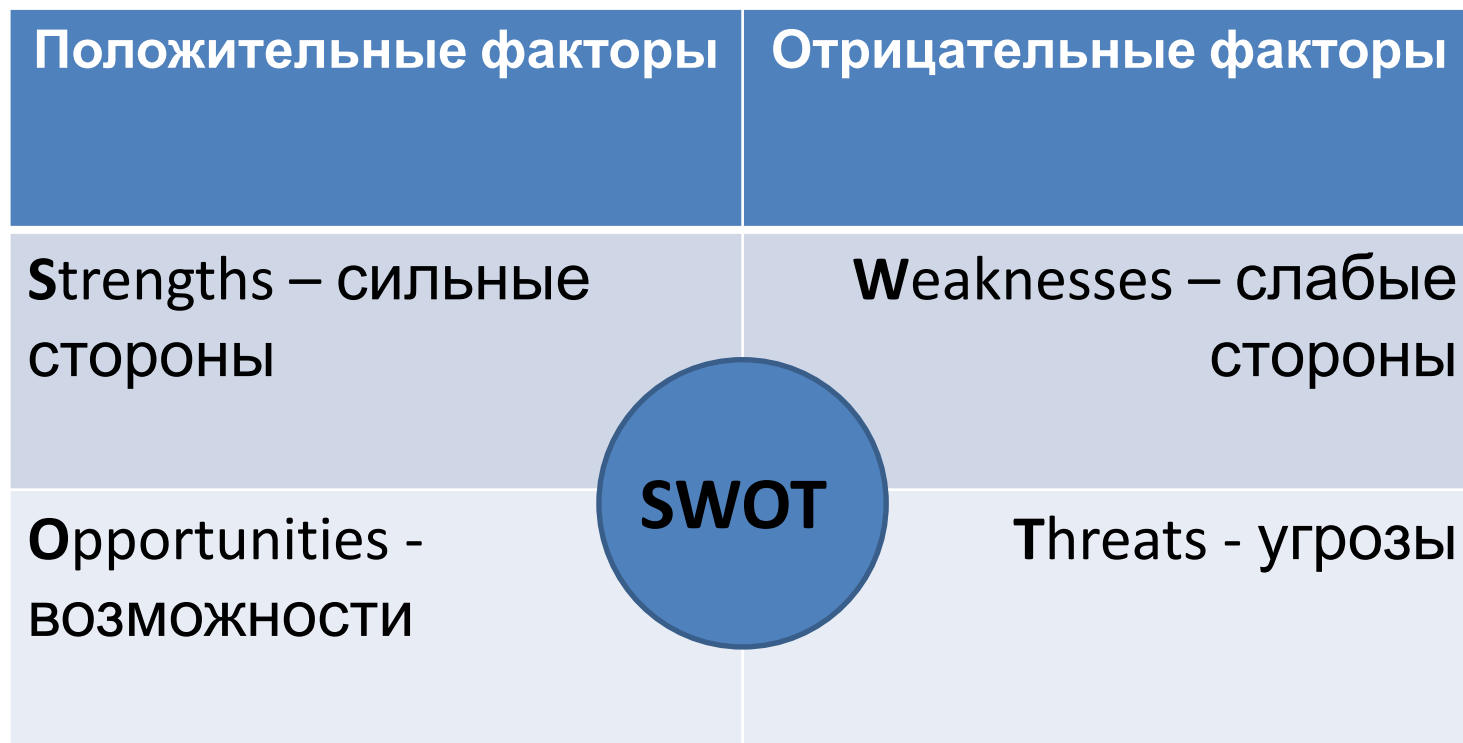 Положительные факторы
Отрицательные факторы
Strengths – сильные
стороны
Weaknesses – слабые
стороны
SWOT
Opportunities -
возможности
Threats - угрозы